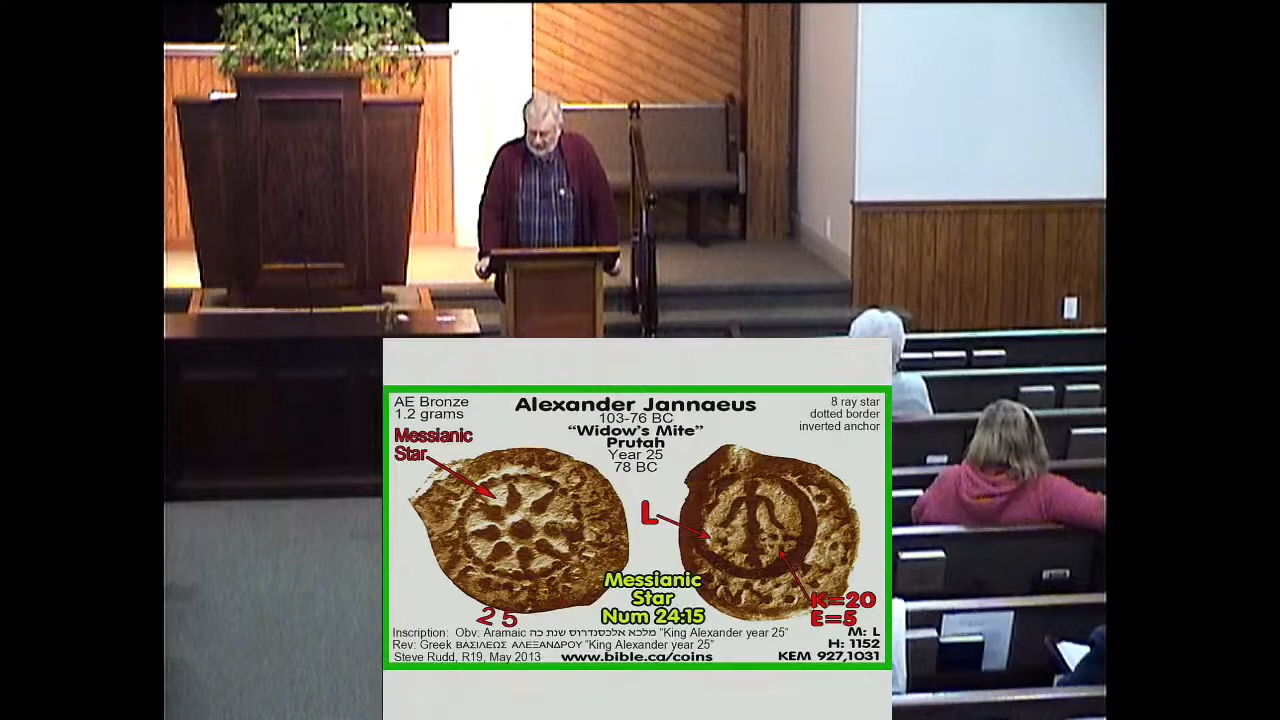 AE Bronze
1.2 grams
Alexander Jannaeus
103-76 BC
“Widow's Mite”
Prutah
Year 25
78 BC
8 ray star
dotted border
inverted anchor
Messianic
Star
L
Messianic
Star
Num 24:15
25
K=20
E=5
Inscription: Obv: Aramaic מלכא אלכסנדרוס שנת כה "King Alexander year 25"
Rev: Greek ΒΑΣΙΛΕΩΣ ΑΛΕΞΑΝΔΡΟΥ "King Alexander year 25"
Steve Rudd, R19, May 2013 www.bible.ca/coins
M: L
H: 1152
KEM 927,1031